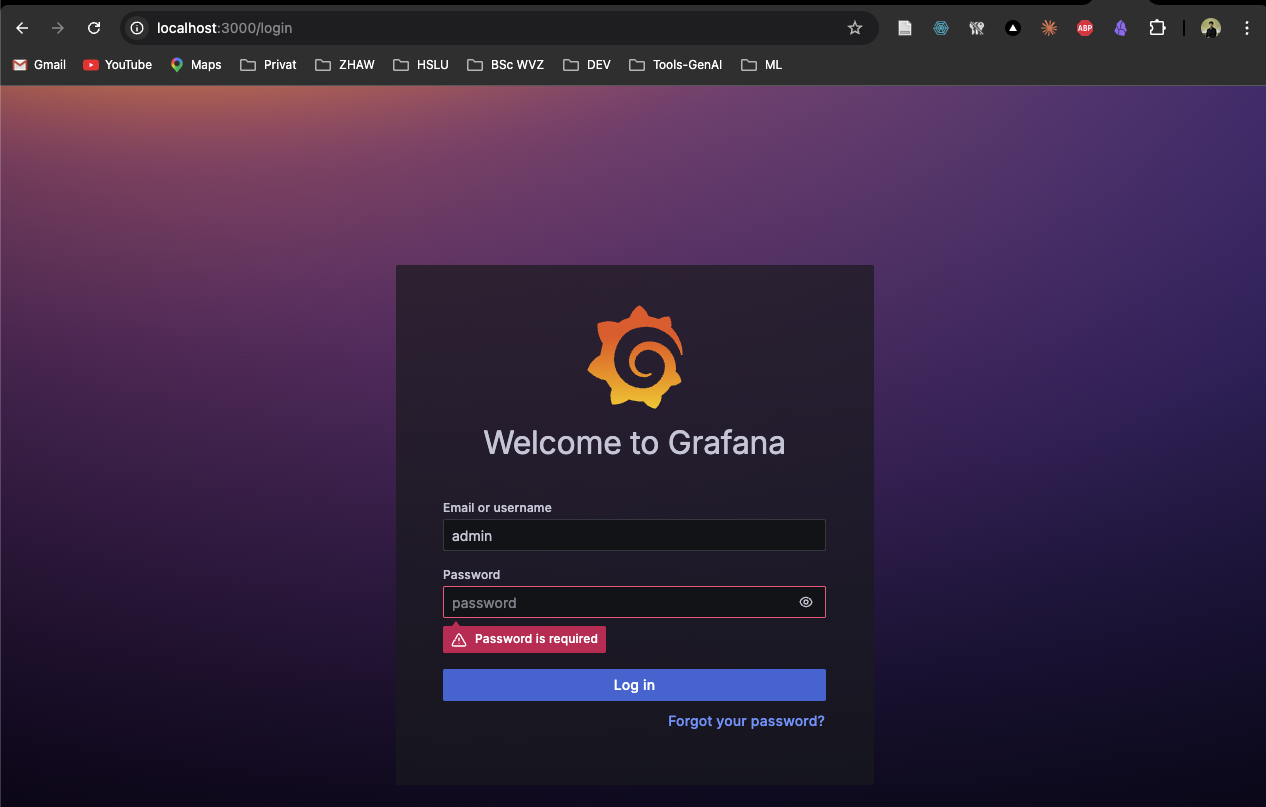 localhost:3000/login
ABP
Gmail YouTube Maps Privat ZHAW HSLU BSc WVZ DEV Tools-GenAI ML
Welcome to Grafana
Email or username
admin
Password
password
Password is required
Log in
Forgot your password?